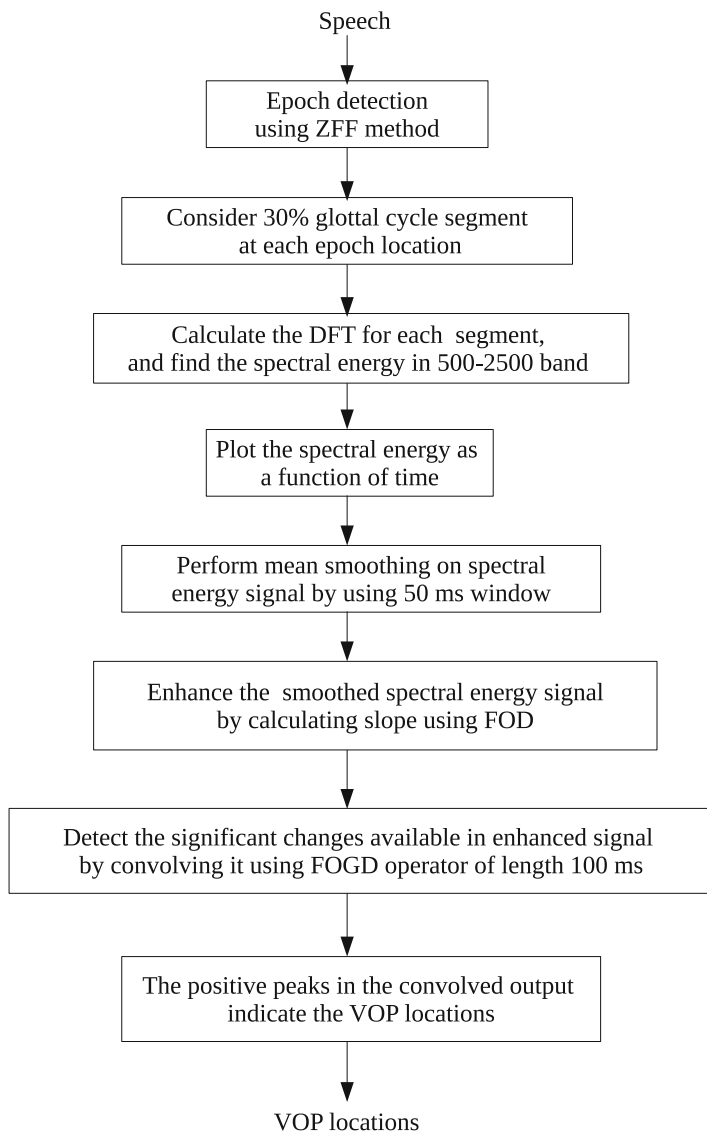 Speech
Epoch detection
using ZFF method
Consider 30% glottal cycle segment
at each epoch location
Calculate the DFT for each segment,
and find the spectral energy in 500-2500 band
Plot the spectral energy as
a function of time
Perform mean smoothing on spectral
energy signal by using 50 ms window
Enhance the smoothed spectral energy signal
by calculating slope using FOD
Detect the significant changes available in enhanced signal
by convolving it using FOGD operator of length 100 ms
The positive peaks in the convolved output
indicate the VOP locations
VOP locations